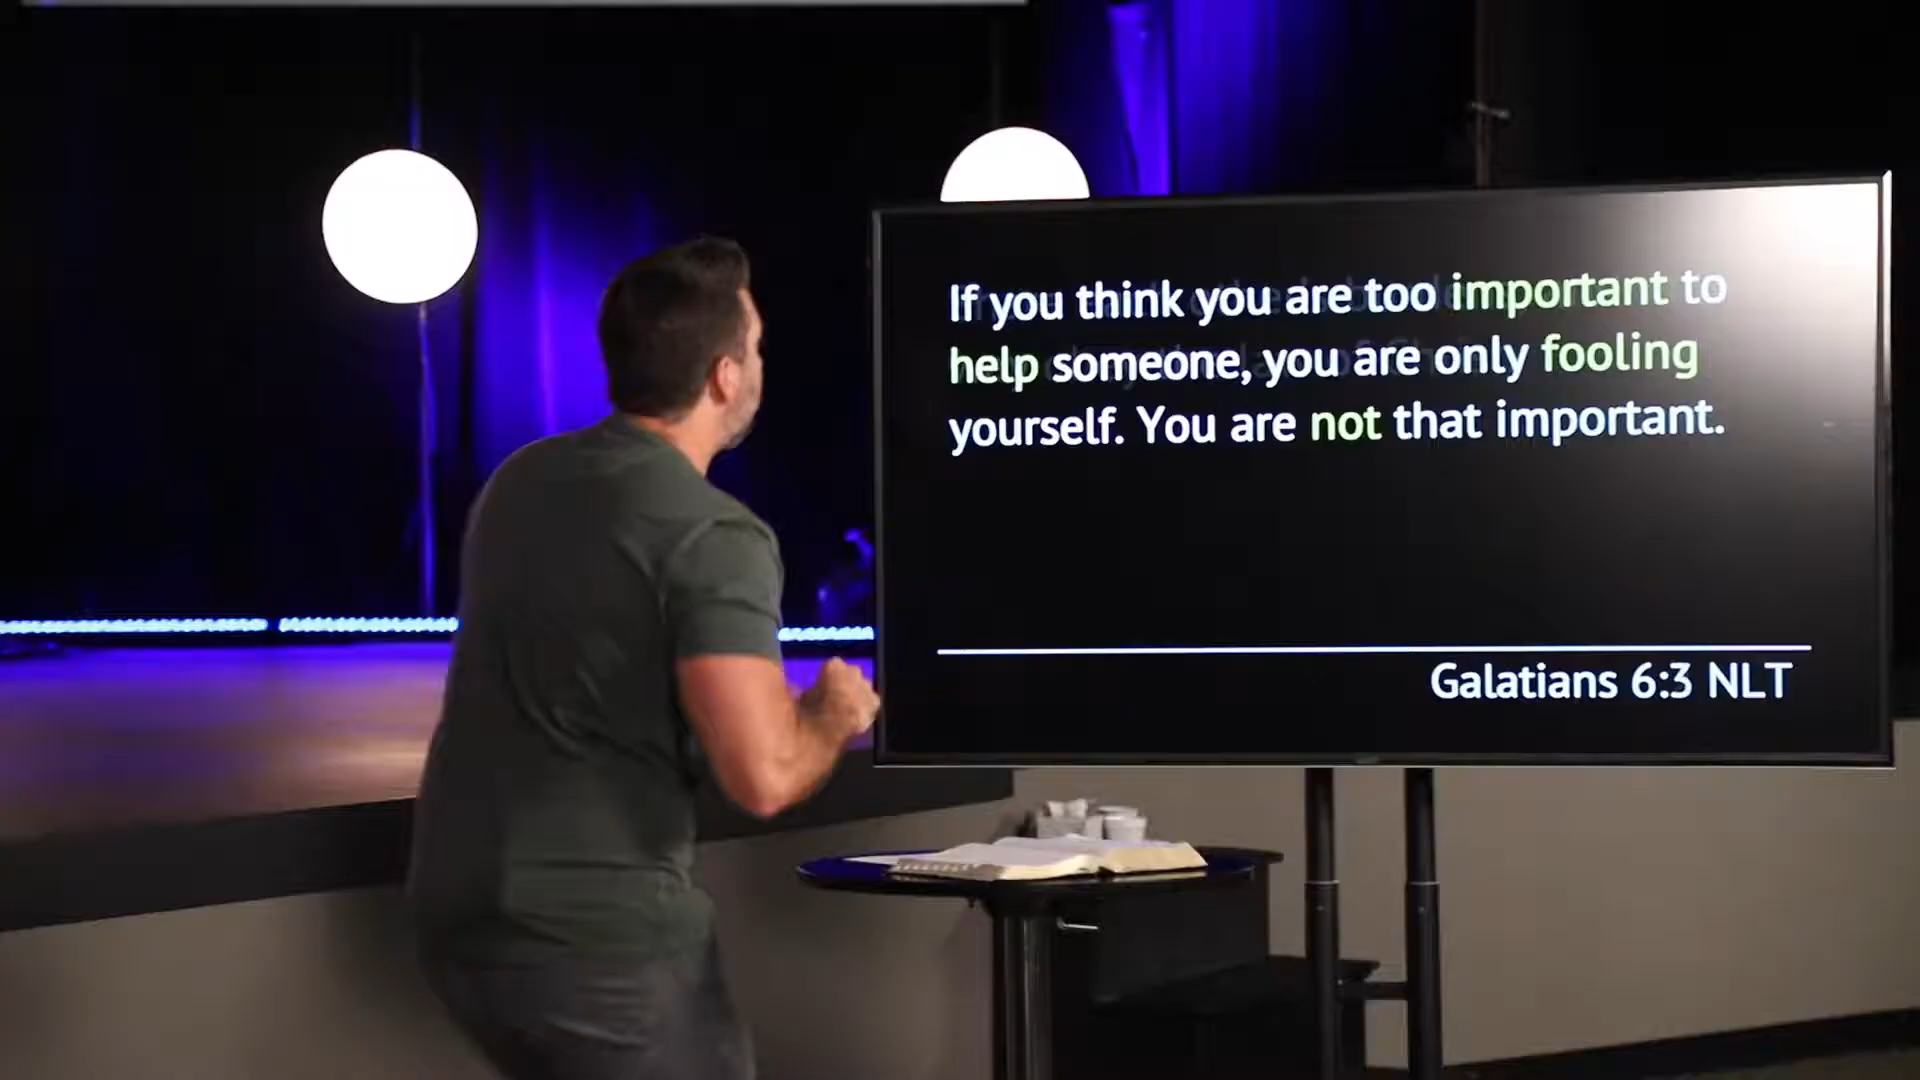 If you think you are too important to
help someone, you are only fooling
yourself. You are not that important.
Galatians 6:3 NLT